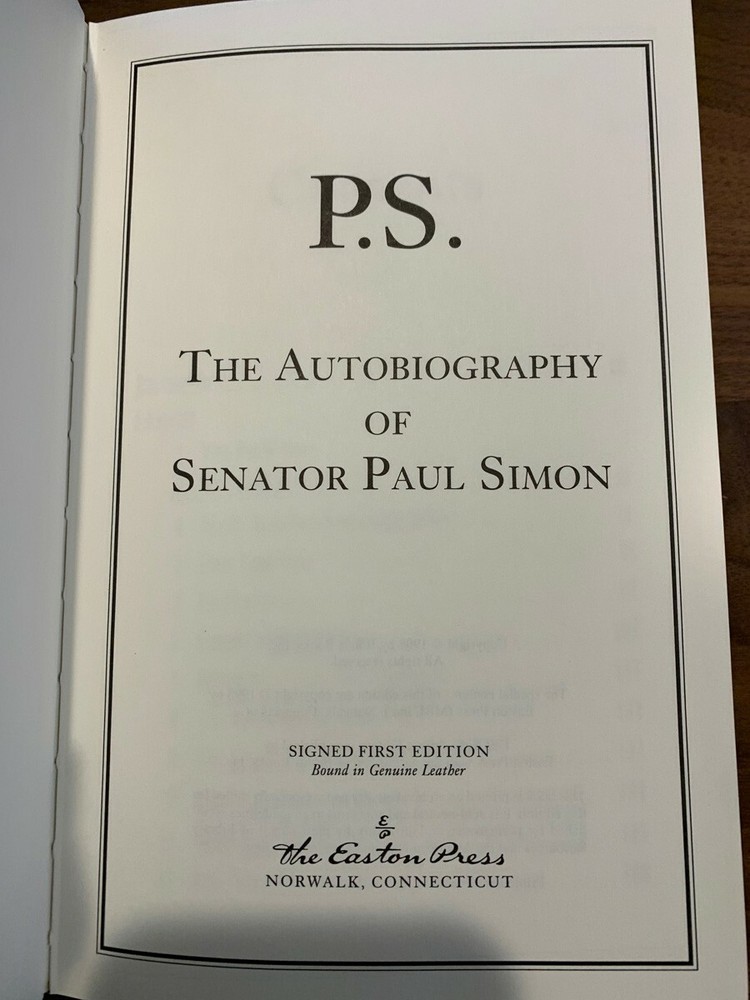 P.S.
THE AUTOBIOGRAPHY
OF
SENATOR PAUL SIMON
SIGNED FIRST EDITION
Bound in Genuine Leather
E
P
The Easton Press
NORWALK, CONNECTICUT